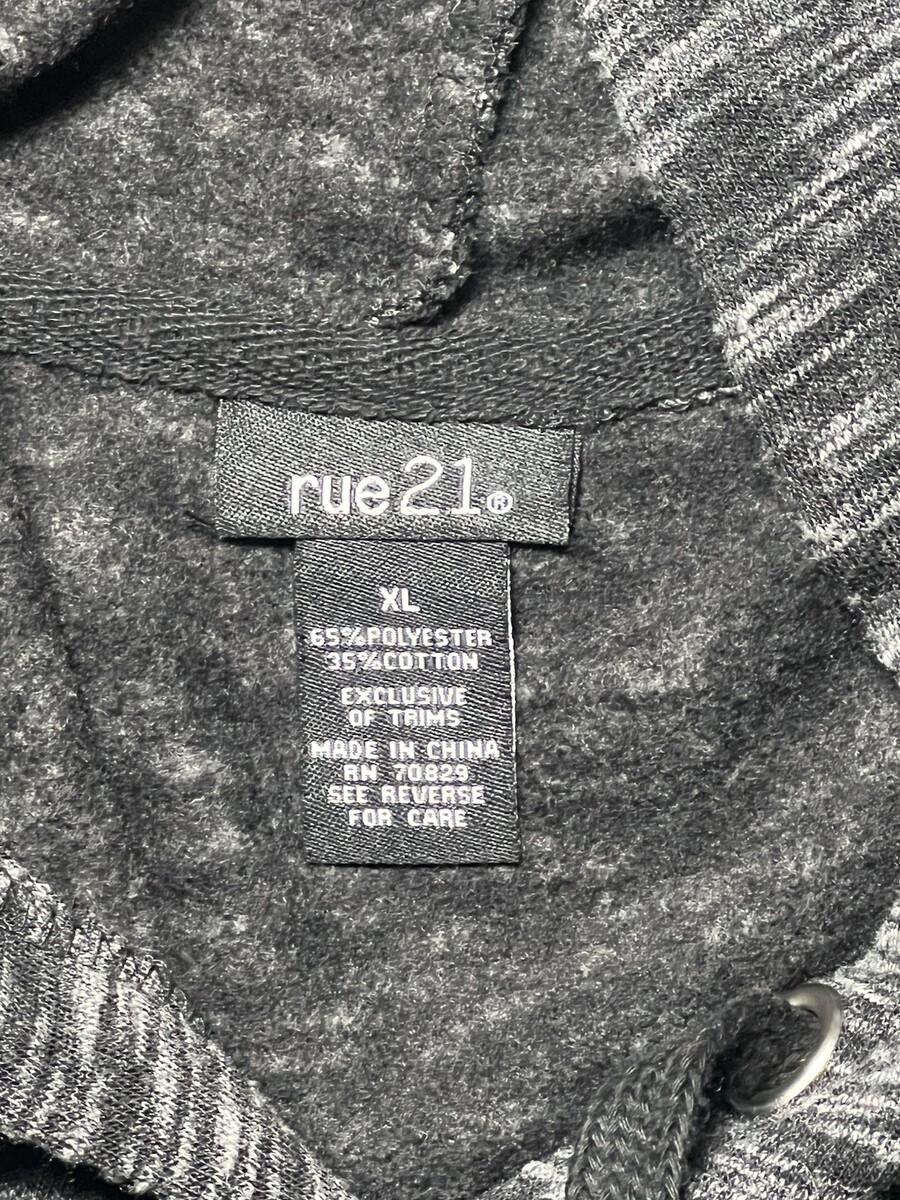 rue21®
XL
65%POLYESTER
35%COTTON
EXCLUSIVE
OF TRIMS
MADE IN CHINA
RN 70829
SEE REVERSE
FOR CARE